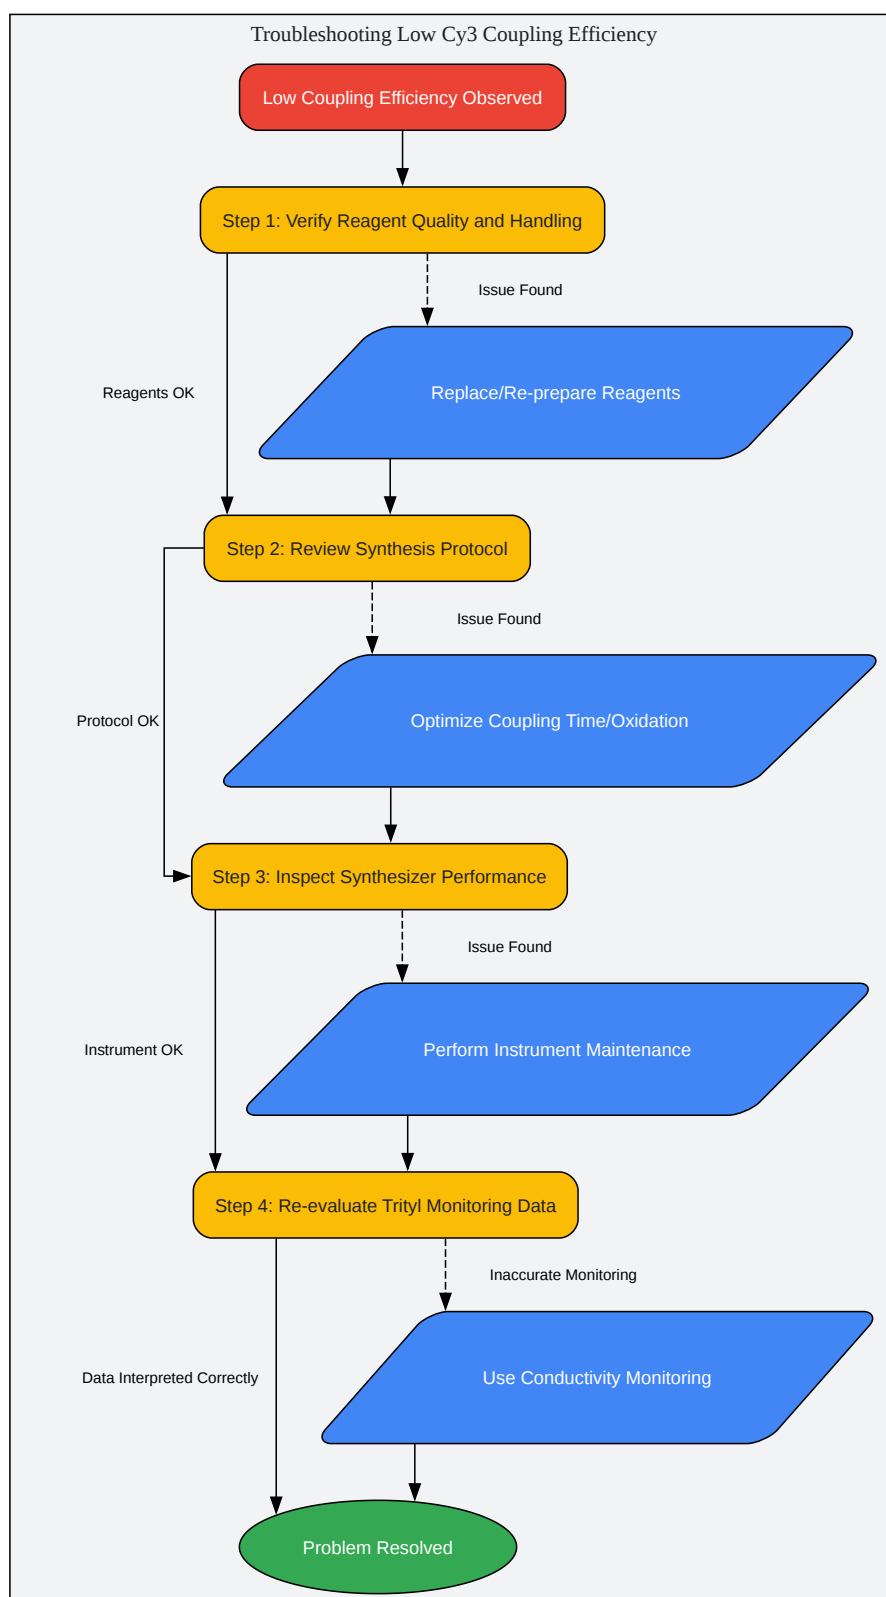 Troubleshooting Low Cy3 Coupling Efficiency
Low Coupling Efficiency Observed
Step 1: Verify Reagent Quality and Handling
Issue Found
Reagents OK
Replace/Re-prepare Reagents
Step 2: Review Synthesis Protocol
Issue Found
Protocol OK
Optimize Coupling Time/Oxidation
Step 3: Inspect Synthesizer Performance
Issue Found
Instrument OK
Perform Instrument Maintenance
Step 4: Re-evaluate Trityl Monitoring Data
Inaccurate Monitoring
Data Interpreted Correctly
Use Conductivity Monitoring
Problem Resolved